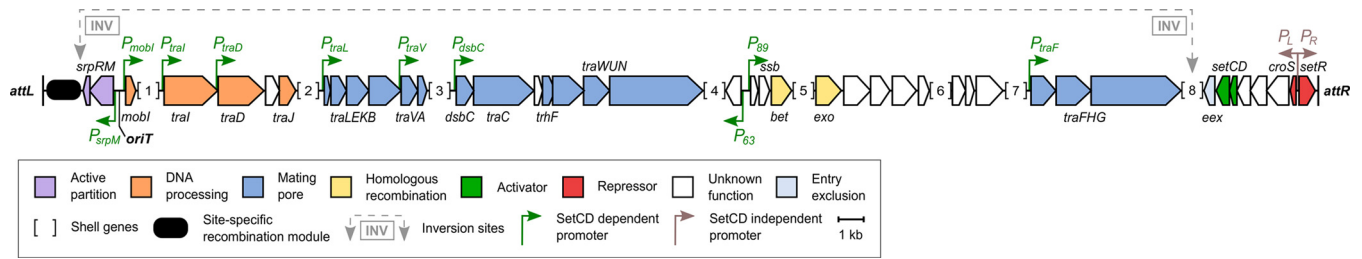 INV INV
srpRM P_mobI P_traI P_traD P_traL P_traV P_dsbC P_89 ssb P_traF P_L P_R
traWUN setCD croS setR
attL [ 1 ] [ 2 ] [ 3 ] [ 4 ] [ 5 ] [ 6 ] [ 7 ] [ 8 ] attR
mobI traI traD traJ traLEKB traVA dsbC traC trhF bet exo traFHG eex
P_srpM oriT P_63
Active partition
DNA processing
Mating pore
Homologous recombination
Activator
Repressor
Unknown function
Entry exclusion
[ ] Shell genes
Site-specific recombination module
INV Inversion sites
SetCD dependent promoter
SetCD independent promoter
1 kb